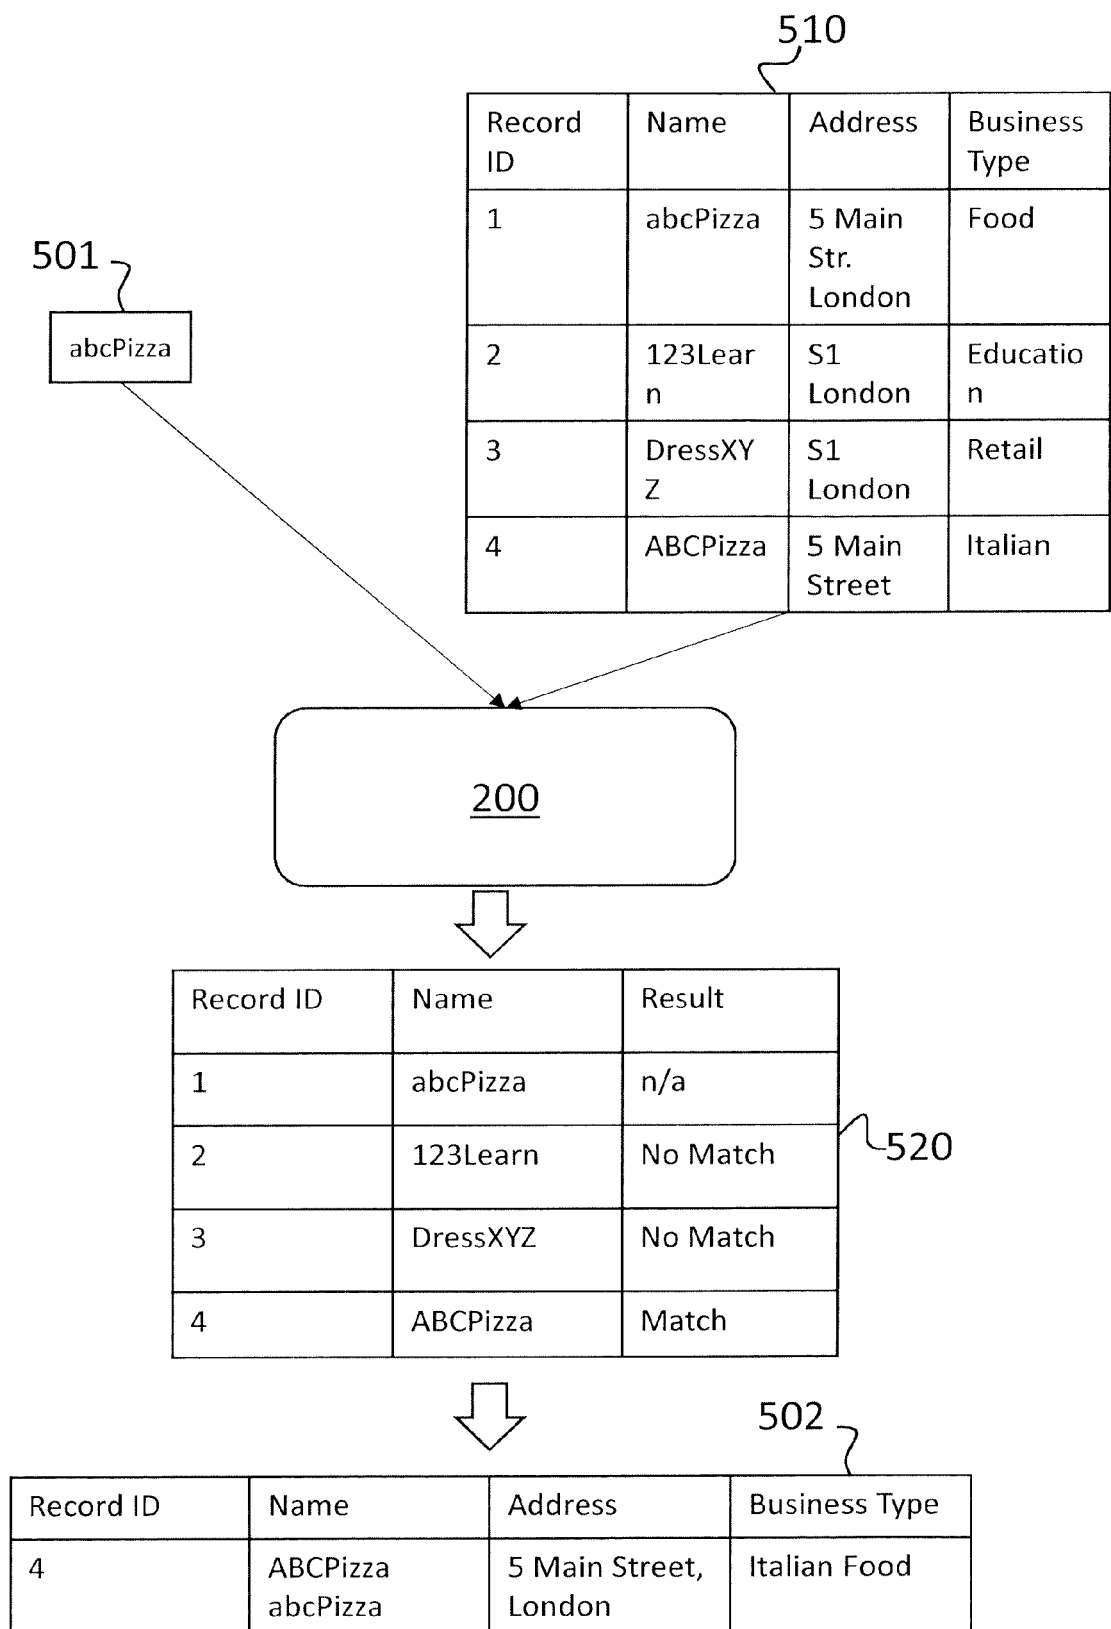 510
Record ID Name Address Business Type
1 abcPizza 5 Main Str. London Food
2 123Lear n S1 London Educatio n
3 DressXY Z S1 London Retail
4 ABCPizza 5 Main Street Italian
501
abcPizza
200
Record ID Name Result
1 abcPizza n/a
2 123Learn No Match
3 DressXYZ No Match
4 ABCPizza Match
520
502
Record ID Name Address Business Type
4 ABCPizza abcPizza 5 Main Street, London Italian Food